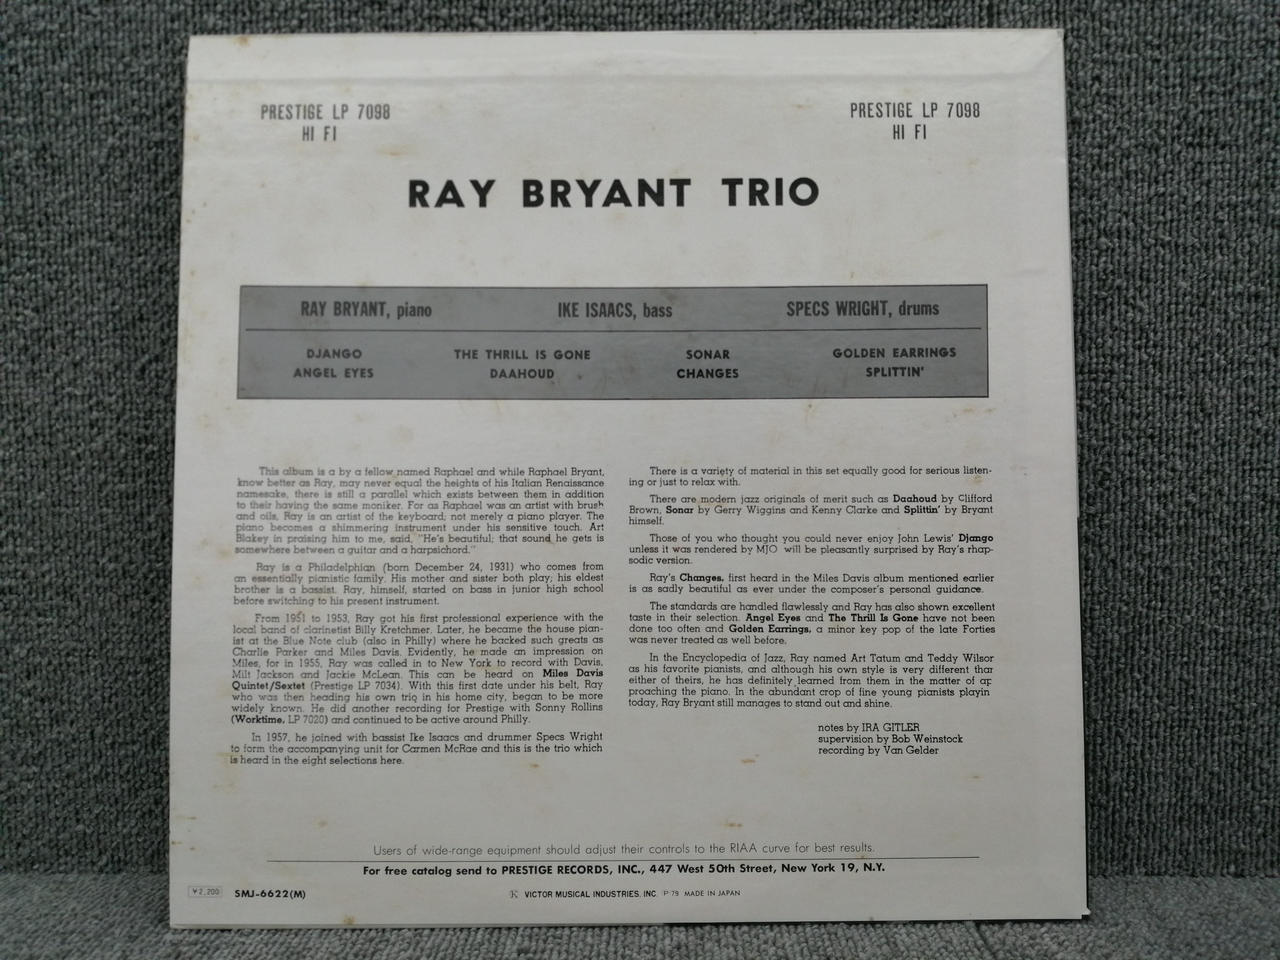 PRESTIGE LP 7098
HI FI
PRESTIGE LP 7098
HI FI
RAY BRYANT TRIO
RAY BRYANT, piano
IKE ISAACS, bass
SPECS WRIGHT, drums
DJANGO
ANGEL EYES
THE THRILL IS GONE
DAAHOUD
SONAR
CHANGES
GOLDEN EARRINGS
SPLITTIN'
This album is a by a fellow named Raphael and while Raphael Bryant,
know better as Ray, may never equal the heights of his Italian Renaissance
namesake, there is still a parallel which exists between them in addition
to their having the same moniker. For as Raphael was an artist with brush
and oils, Ray is an artist of the keyboard; not merely a piano player. The
piano becomes a shimmering instrument under his sensitive touch. Art
Blakey in praising him to me, said, "He's beautiful; that sound he gets is
somewhere between a guitar and a harpsichord."
Ray is a Philadelphian (born December 24, 1931) who comes from
an essentially pianistic family. His mother and sister both play; his eldest
brother is a bassist. Ray, himself, started on bass in junior high school
before switching to his present instrument.
From 1951 to 1953, Ray got his first professional experience with the
local band of clarinetist Billy Kretchmer. Later, he became the house pian-
ist at the Blue Note club (also in Philly) where he backed such greats as
Charlie Parker and Miles Davis. Evidently, he made an impression on
Miles, for in 1955, Ray was called in to New York to record with Davis,
Milt Jackson and Jackie McLean. This can be heard on Miles Davis
Quintet/Sextet (Prestige LP 7034). With this first date under his belt, Ray
who was then heading his own trio in his home city, began to be more
widely known. He did another recording for Prestige with Sonny Rollins
(Worktime, LP 7020) and continued to be active around Philly.
In 1957, he joined with bassist Ike Isaacs and drummer Specs Wright
to form the accompanying unit for Carmen McRae and this is the trio which
is heard in the eight selections here.
There is a variety of material in this set equally good for serious listen-
ing or just to relax with.
There are modern jazz originals of merit such as Daahoud by Clifford
Brown, Sonar by Gerry Wiggins and Kenny Clarke and Splittin' by Bryant
himself.
Those of you who thought you could never enjoy John Lewis' Django
unless it was rendered by MJO will be pleasantly surprised by Ray's rhap-
sodic version.
Ray's Changes, first heard in the Miles Davis album mentioned earlier
is as sadly beautiful as ever under the composer's personal guidance.
The standards are handled flawlessly and Ray has also shown excellent
taste in their selection. Angel Eyes and The Thrill Is Gone have not been
done too often and Golden Earrings, a minor key pop of the late Forties
was never treated as well before.
In the Encyclopedia of Jazz, Ray named Art Tatum and Teddy Wilsor
as his favorite pianists, and although his own style is very different thar
either of theirs, he has definitely learned from them in the matter of ap
proaching the piano. In the abundant crop of fine young pianists playin
today, Ray Bryant still manages to stand out and shine.
notes by IRA GITLER
supervision by Bob Weinstock
recording by Van Gelder
Users of wide-range equipment should adjust their controls to the RIAA curve for best results.
For free catalog send to PRESTIGE RECORDS, INC., 447 West 50th Street, New York 19, N.Y.
¥2,200 SMJ-6622(M)
VICTOR MUSICAL INDUSTRIES, INC. P '79 MADE IN JAPAN